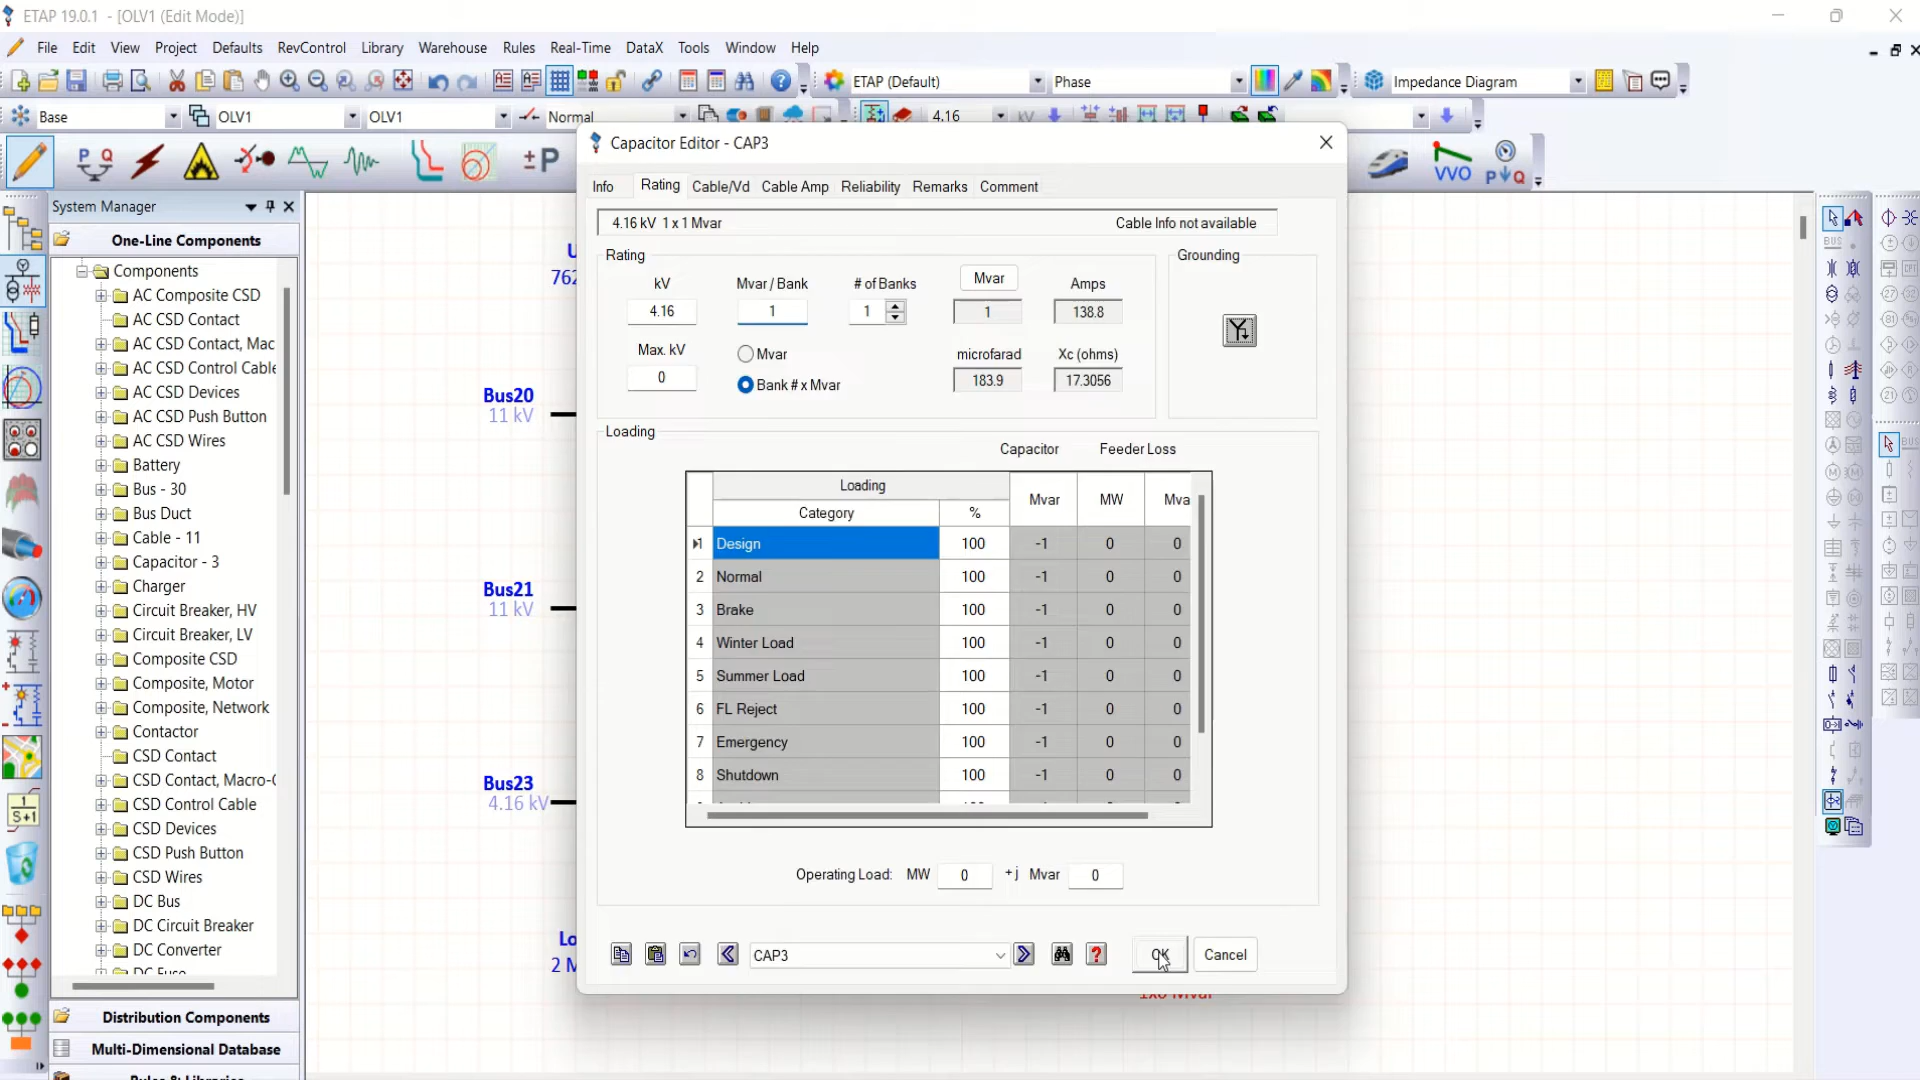 ETAP 19.0.1 - [OLV1 (Edit Mode)]
File Edit View Project Defaults RevControl Library Warehouse Rules Real-Time DataX Tools Window Help
ETAP (Default) Phase Impedance Diagram
Base OLV1 OLV1 Normal 4.16 kV
P Q ± P VVO P Q
System Manager
One-Line Components
Components
AC Composite CSD
AC CSD Contact
AC CSD Contact, Mac
AC CSD Control Cable
AC CSD Devices
AC CSD Push Button
AC CSD Wires
Battery
Bus - 30
Bus Duct
Cable - 11
Capacitor - 3
Charger
Circuit Breaker, HV
Circuit Breaker, LV
Composite CSD
Composite, Motor
Composite, Network
Contactor
CSD Contact
CSD Contact, Macro-C
CSD Control Cable
CSD Devices
CSD Push Button
CSD Wires
DC Bus
DC Circuit Breaker
DC Converter
DC Fuse
Distribution Components
Multi-Dimensional Database
Rules & Libraries
1
S+1
762
Bus20
11 kV
Bus21
11 kV
Bus23
4.16 kV
Lo
2 M
Capacitor Editor - CAP3
Info Rating Cable/Vd Cable Amp Reliability Remarks Comment
4.16 kV 1 x 1 Mvar Cable Info not available
Rating Grounding
kV Mvar / Bank # of Banks Mvar Amps
4.16 1 1 1 138.8
Max. kV Mvar microfarad Xc (ohms)
0 Bank # x Mvar 183.9 17.3056
Loading
Capacitor Feeder Loss
Loading Mvar MW Mva
Category %
1 Design 100 -1 0 0
2 Normal 100 -1 0 0
3 Brake 100 -1 0 0
4 Winter Load 100 -1 0 0
5 Summer Load 100 -1 0 0
6 FL Reject 100 -1 0 0
7 Emergency 100 -1 0 0
8 Shutdown 100 -1 0 0
Operating Load: MW 0 + j Mvar 0
CAP3 OK Cancel